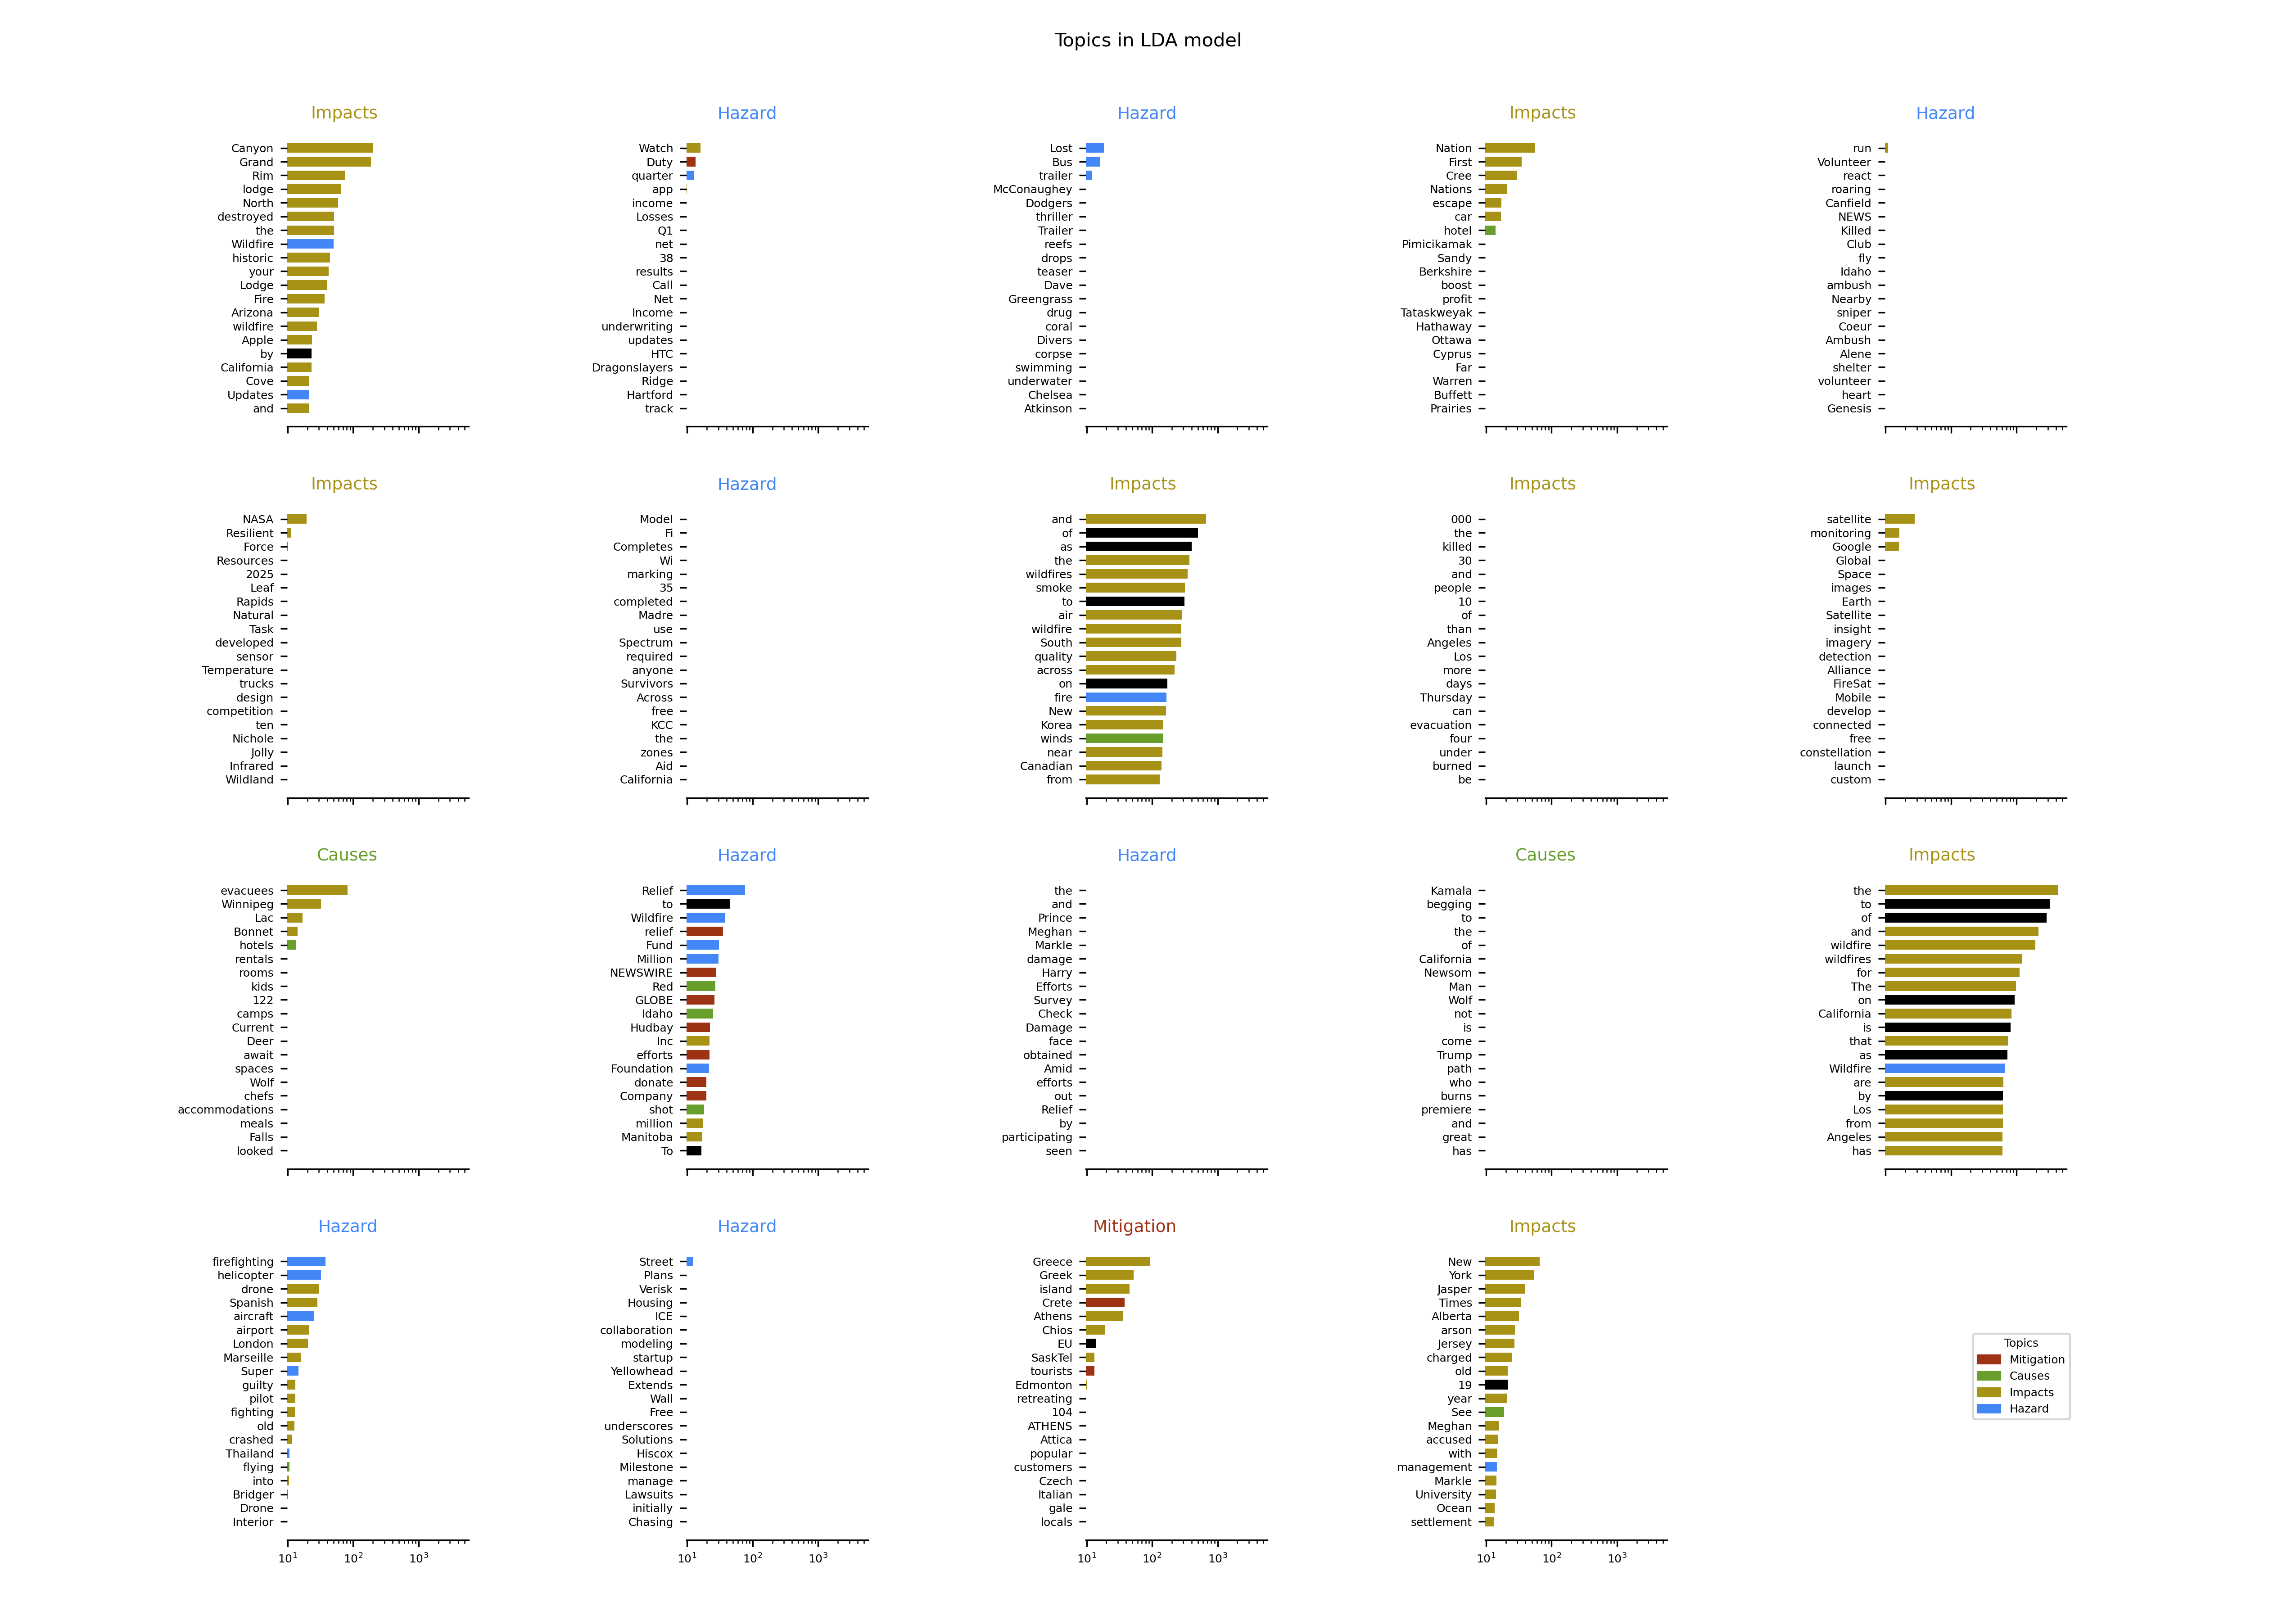 Topics in LDA model
Impacts
Canyon
Grand
Rim
lodge
North
destroyed
the
Wildfire
historic
your
Lodge
Fire
Arizona
wildfire
Apple
by
California
Cove
Updates
and
Hazard
Watch
Duty
quarter
app
income
Losses
Q1
net
38
results
Call
Net
Income
underwriting
updates
HTC
Dragonslayers
Ridge
Hartford
track
Hazard
Lost
Bus
trailer
McConaughey
Dodgers
thriller
Trailer
reefs
drops
teaser
Dave
Greengrass
drug
coral
Divers
corpse
swimming
underwater
Chelsea
Atkinson
Impacts
Nation
First
Cree
Nations
escape
car
hotel
Pimicikamak
Sandy
Berkshire
boost
profit
Tataskweyak
Hathaway
Ottawa
Cyprus
Far
Warren
Buffett
Prairies
Hazard
run
Volunteer
react
roaring
Canfield
NEWS
Killed
Club
fly
Idaho
ambush
Nearby
sniper
Coeur
Ambush
Alene
shelter
volunteer
heart
Genesis
Impacts
NASA
Resilient
Force
Resources
2025
Leaf
Rapids
Natural
Task
developed
sensor
Temperature
trucks
design
competition
ten
Nichole
Jolly
Infrared
Wildland
Hazard
Model
Fi
Completes
Wi
marking
35
completed
Madre
use
Spectrum
required
anyone
Survivors
Across
free
KCC
the
zones
Aid
California
Impacts
and
of
as
the
wildfires
smoke
to
air
wildfire
South
quality
across
on
fire
New
Korea
winds
near
Canadian
from
Impacts
000
the
killed
30
and
people
10
of
than
Angeles
Los
more
days
Thursday
can
evacuation
four
under
burned
be
Impacts
satellite
monitoring
Google
Global
Space
images
Earth
Satellite
insight
imagery
detection
Alliance
FireSat
Mobile
develop
connected
free
constellation
launch
custom
Causes
evacuees
Winnipeg
Lac
Bonnet
hotels
rentals
rooms
kids
122
camps
Current
Deer
await
spaces
Wolf
chefs
accommodations
meals
Falls
looked
Hazard
Relief
to
Wildfire
relief
Fund
Million
NEWSWIRE
Red
GLOBE
Idaho
Hudbay
Inc
efforts
Foundation
donate
Company
shot
million
Manitoba
To
Hazard
the
and
Prince
Meghan
Markle
damage
Harry
Efforts
Survey
Check
Damage
face
obtained
Amid
efforts
out
Relief
by
participating
seen
Causes
Kamala
begging
to
the
of
California
Newsom
Man
Wolf
not
is
come
Trump
path
who
burns
premiere
and
great
has
Impacts
the
to
of
and
wildfire
wildfires
for
The
on
California
is
that
as
Wildfire
are
by
Los
from
Angeles
has
Hazard
firefighting
helicopter
drone
Spanish
aircraft
airport
London
Marseille
Super
guilty
pilot
fighting
old
crashed
Thailand
flying
into
Bridger
Drone
Interior
10¹ 10² 10³
Hazard
Street
Plans
Verisk
Housing
ICE
collaboration
modeling
startup
Yellowhead
Extends
Wall
Free
underscores
Solutions
Hiscox
Milestone
manage
Lawsuits
initially
Chasing
10¹ 10² 10³
Mitigation
Greece
Greek
island
Crete
Athens
Chios
EU
SaskTel
tourists
Edmonton
retreating
104
ATHENS
Attica
popular
customers
Czech
Italian
gale
locals
10¹ 10² 10³
Impacts
New
York
Jasper
Times
Alberta
arson
Jersey
charged
old
19
year
See
Meghan
accused
with
management
Markle
University
Ocean
settlement
10¹ 10² 10³
Topics
Mitigation
Causes
Impacts
Hazard